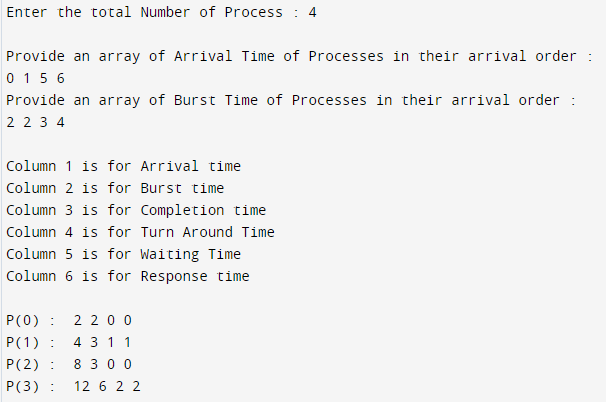 Enter the total Number of Process : 4
Provide an array of Arrival Time of Processes in their arrival order :
0 1 5 6
Provide an array of Burst Time of Processes in their arrival order :
2 2 3 4
Column 1 is for Arrival time
Column 2 is for Burst time
Column 3 is for Completion time
Column 4 is for Turn Around Time
Column 5 is for Waiting Time
Column 6 is for Response time
P(0) :  2 2 0 0
P(1) :  4 3 1 1
P(2) :  8 3 0 0
P(3) :  12 6 2 2